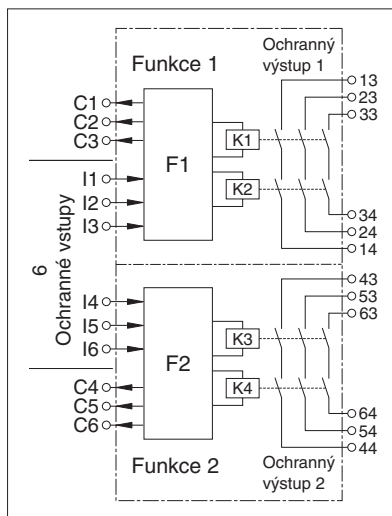 Funkce 1
Ochranný
výstup 1
13
23
33
C1
C2
C3
F1
K1
K2
I1
I2
I3
34
24
14
6
Ochranné vstupy
43
53
63
I4
I5
I6
F2
K3
K4
C4
C5
C6
64
54
44
Funkce 2
Ochranný
výstup 2